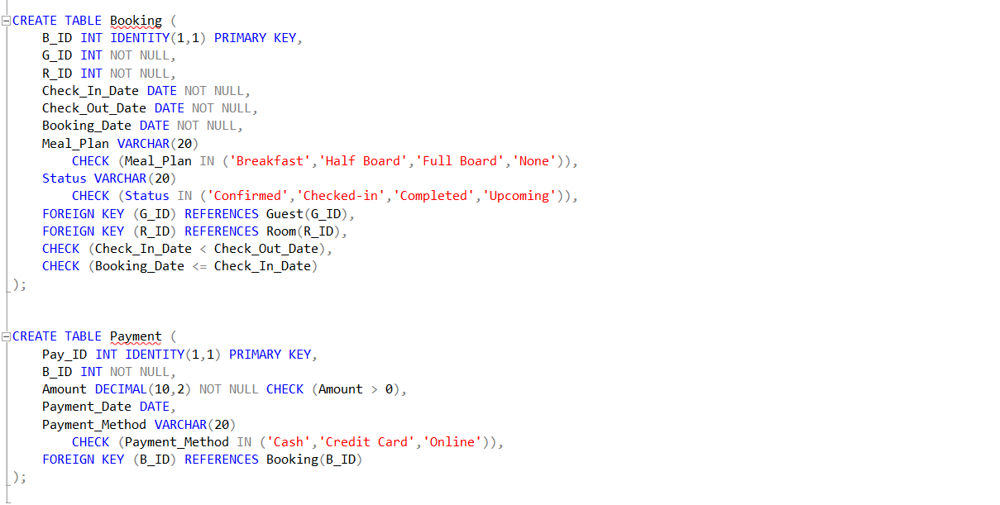 CREATE TABLE Booking (
B_ID INT IDENTITY(1,1) PRIMARY KEY,
G_ID INT NOT NULL,
R_ID INT NOT NULL,
Check_In_Date DATE NOT NULL,
Check_Out_Date DATE NOT NULL,
Booking_Date DATE NOT NULL,
Meal_Plan VARCHAR(20)
CHECK (Meal_Plan IN ('Breakfast','Half Board','Full Board','None')),
Status VARCHAR(20)
CHECK (Status IN ('Confirmed','Checked-in','Completed','Upcoming')),
FOREIGN KEY (G_ID) REFERENCES Guest(G_ID),
FOREIGN KEY (R_ID) REFERENCES Room(R_ID),
CHECK (Check_In_Date < Check_Out_Date),
CHECK (Booking_Date <= Check_In_Date)
);
CREATE TABLE Payment (
Pay_ID INT IDENTITY(1,1) PRIMARY KEY,
B_ID INT NOT NULL,
Amount DECIMAL(10,2) NOT NULL CHECK (Amount > 0),
Payment_Date DATE,
Payment_Method VARCHAR(20)
CHECK (Payment_Method IN ('Cash','Credit Card','Online')),
FOREIGN KEY (B_ID) REFERENCES Booking(B_ID)
);